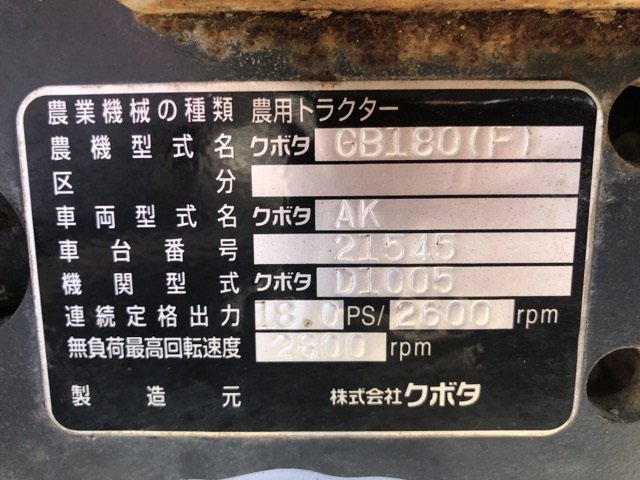 農業機械の種類 農用トラクター
農機型式名 クボタ GB180(F)
区分
車両型式名 クボタ AK
車台番号 21545
機関型式 クボタ D1005
連続定格出力 18.0 PS/ 2600 rpm
無負荷最高回転速度 2800 rpm
製造元 株式会社クボタ